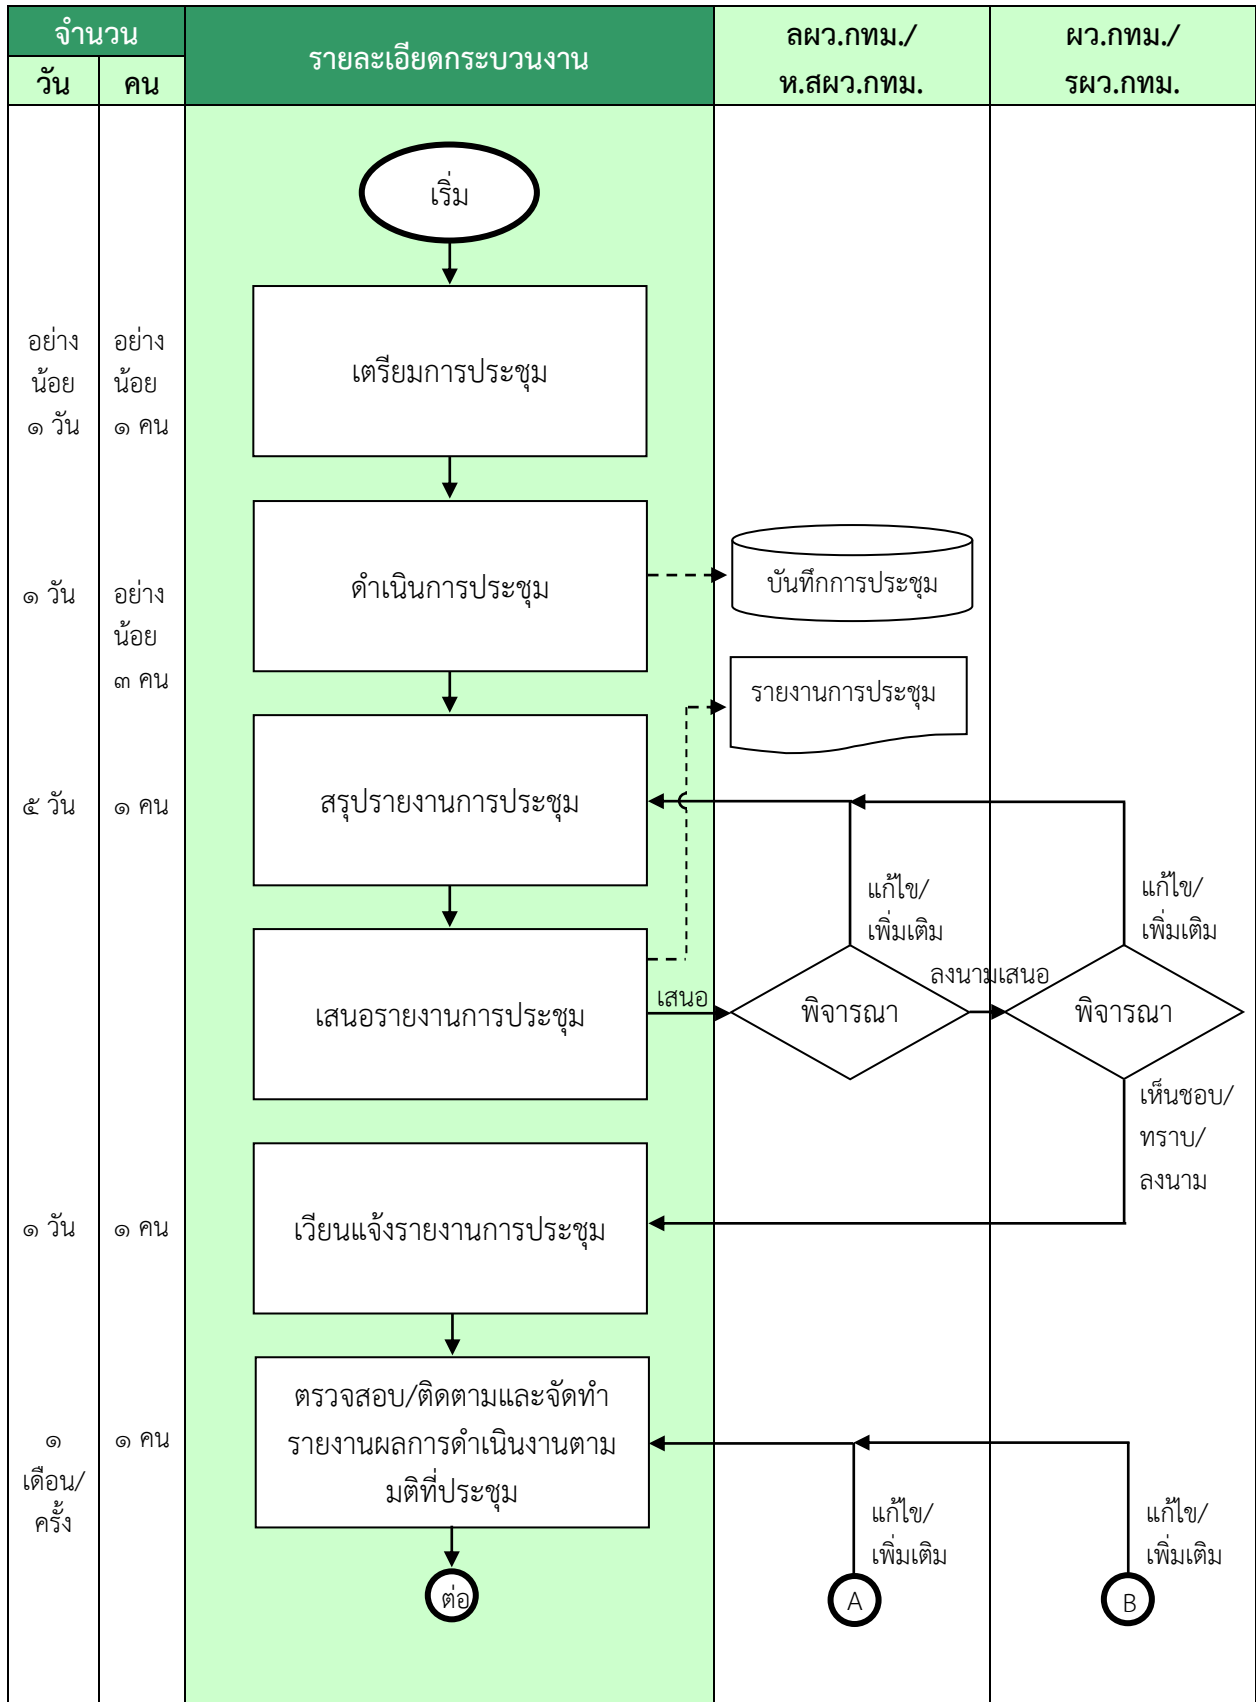 จำนวน
วัน
คน
รายละเอียดกระบวนงาน
ลผว.กทม./
ห.สผว.กทม.
ผว.กทม./
รผว.กทม.
เริ่ม
อย่าง
น้อย
๑ วัน
อย่าง
น้อย
๑ คน
เตรียมการประชุม
๑ วัน
อย่าง
น้อย
๓ คน
ดำเนินการประชุม
บันทึกการประชุม
รายงานการประชุม
๕ วัน
๑ คน
สรุปรายงานการประชุม
แก้ไข/
เพิ่มเติม
แก้ไข/
เพิ่มเติม
เสนอรายงานการประชุม
เสนอ
พิจารณา
ลงนามเสนอ
พิจารณา
เห็นชอบ/
ทราบ/
ลงนาม
๑ วัน
๑ คน
เวียนแจ้งรายงานการประชุม
๑
เดือน/
ครั้ง
๑ คน
ตรวจสอบ/ติดตามและจัดทำ
รายงานผลการดำเนินงานตาม
มติที่ประชุม
แก้ไข/
เพิ่มเติม
แก้ไข/
เพิ่มเติม
ต่อ
A
B